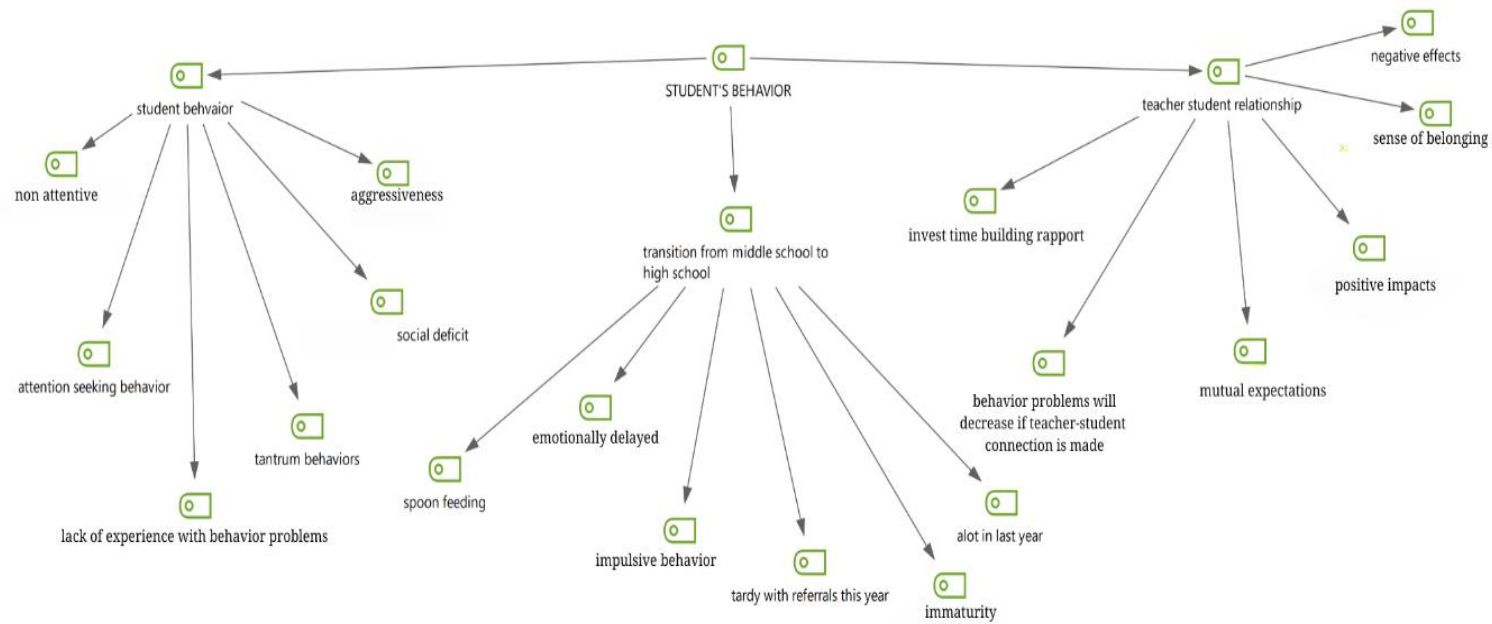 negative effects
STUDENT'S BEHAVIOR
student behvaior
teacher student relationship
sense of belonging
non attentive
aggressiveness
invest time building rapport
transition from middle school to
high school
positive impacts
social deficit
attention seeking behavior
mutual expectations
behavior problems will
decrease if teacher-student
connection is made
emotionally delayed
tantrum behaviors
spoon feeding
lack of experience with behavior problems
alot in last year
impulsive behavior
tardy with referrals this year
immaturity